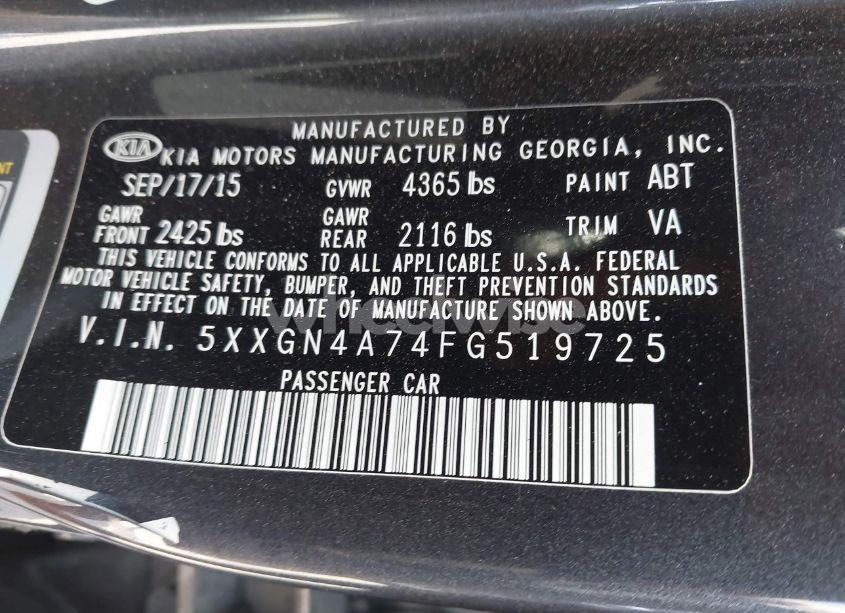 MANUFACTURED BY
KIA KIA MOTORS MANUFACTURING GEORGIA, INC.
SEP/17/15 GVWR 4365 lbs PAINT ABT
GAWR FRONT 2425 lbs GAWR REAR 2116 lbs TRIM VA
THIS VEHICLE CONFORMS TO ALL APPLICABLE U.S.A. FEDERAL
MOTOR VEHICLE SAFETY, BUMPER, AND THEFT PREVENTION STANDARDS
IN EFFECT ON THE DATE OF MANUFACTURE SHOWN ABOVE.
wheelwise
V.I.N. 5XXGN4A74FG519725
PASSENGER CAR